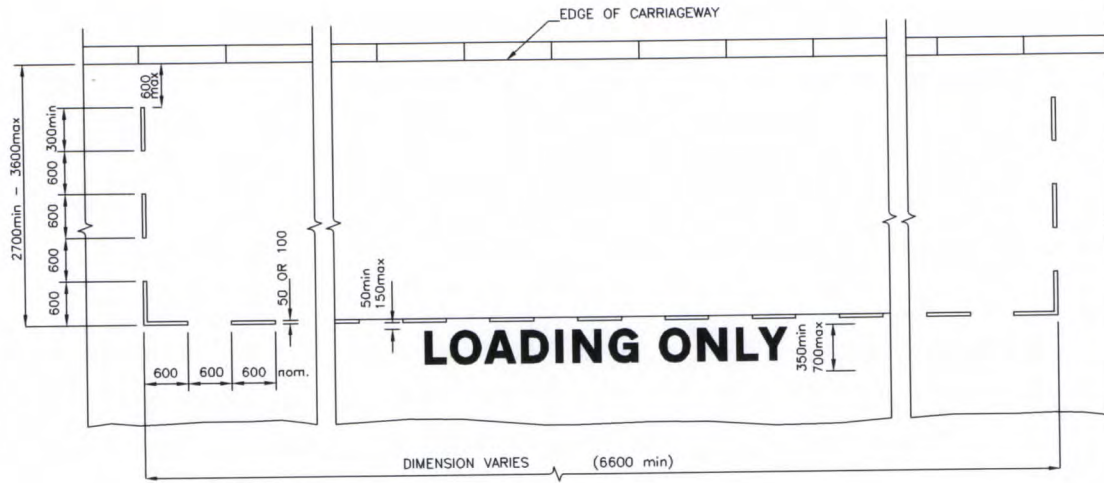 EDGE OF CARRIAGEWAY
600
max
300min
600
600
600
600
2700min - 3600max
50 OR 100
50min
150max
LOADING ONLY
350min
700max
600
600
600
nom.
DIMENSION VARIES (6600 min)